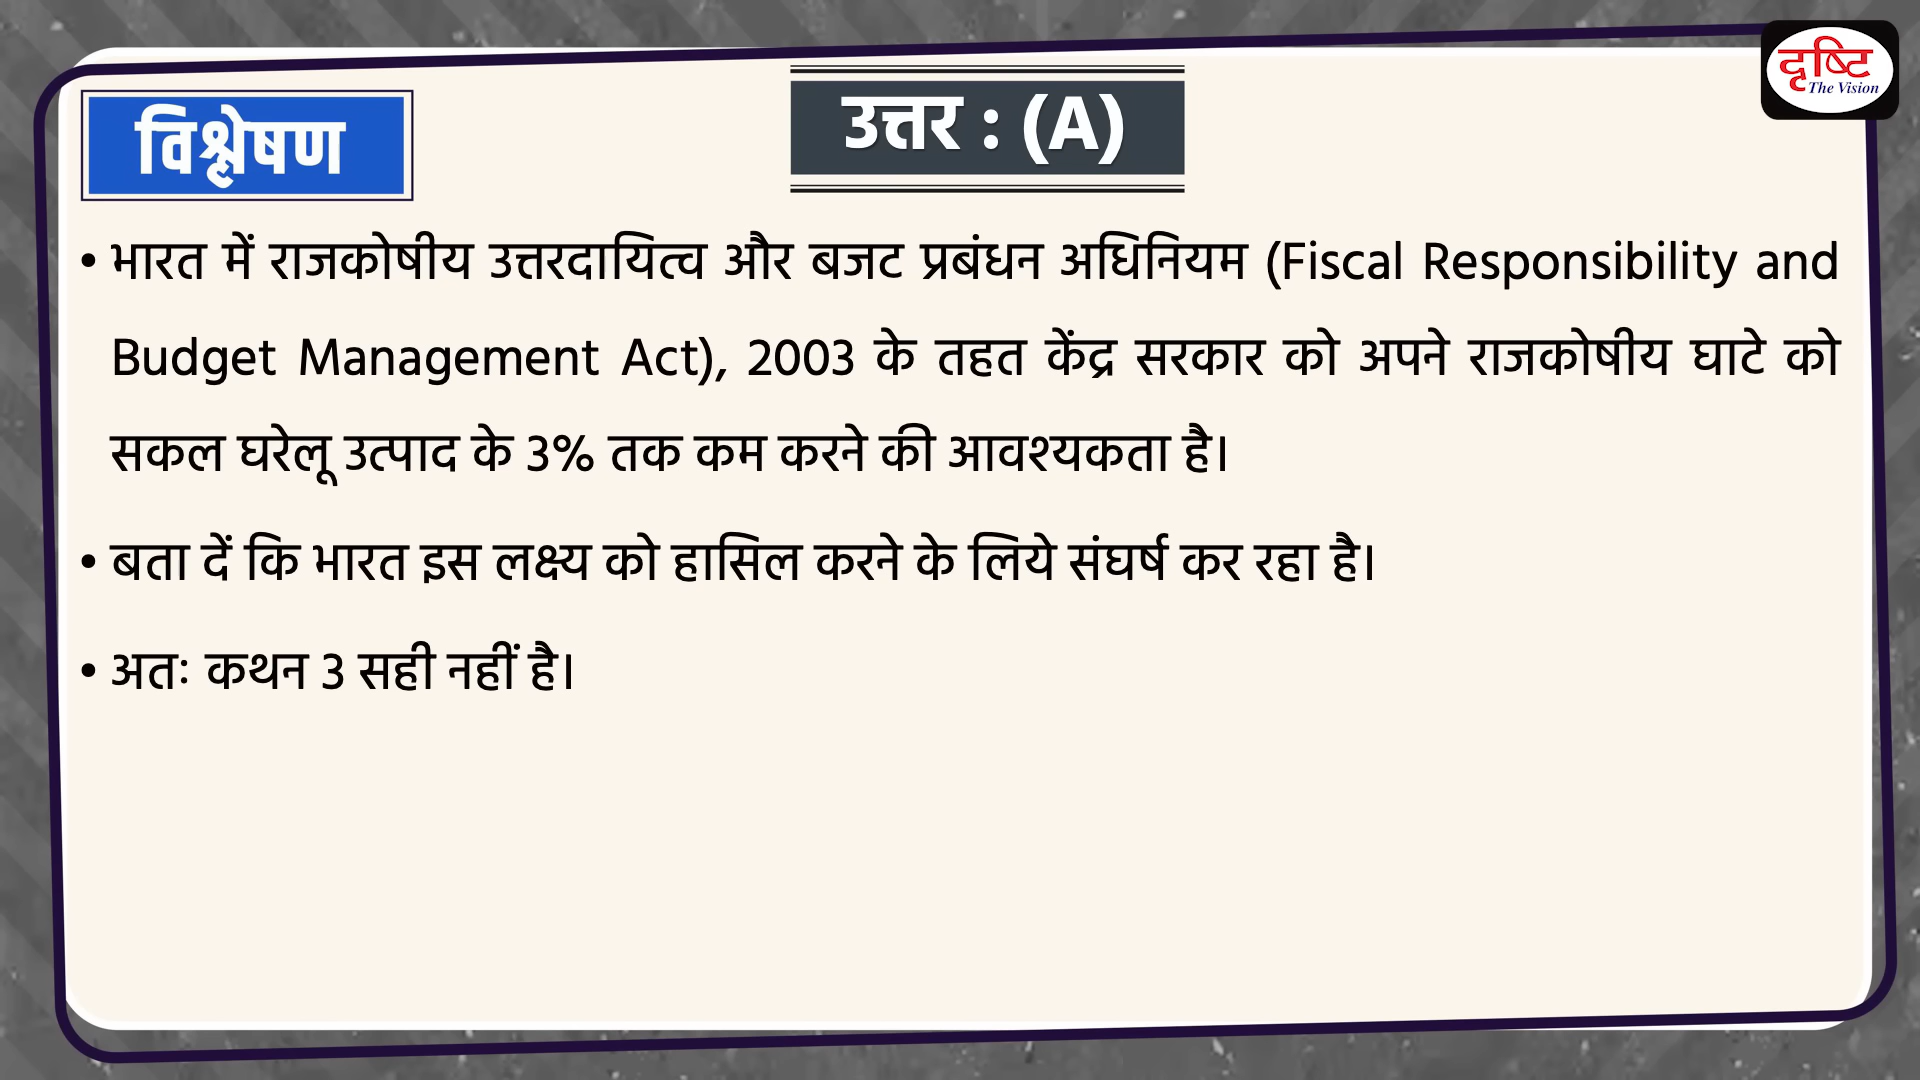 दृष्टि
The Vision
विश्लेषण
उत्तर : (A)
• भारत में राजकोषीय उत्तरदायित्व और बजट प्रबंधन अधिनियम (Fiscal Responsibility and
Budget Management Act), 2003 के तहत केंद्र सरकार को अपने राजकोषीय घाटे को
सकल घरेलू उत्पाद के 3% तक कम करने की आवश्यकता है।
• बता दें कि भारत इस लक्ष्य को हासिल करने के लिये संघर्ष कर रहा है।
• अतः कथन 3 सही नहीं है।